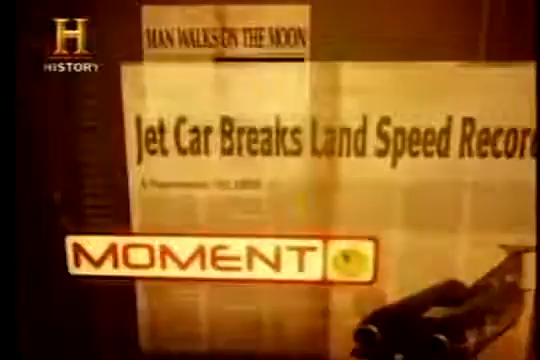 H
HISTORY
MAN WALKS ON THE MOON
Jet Car Breaks Land Speed Recor
MOMENT